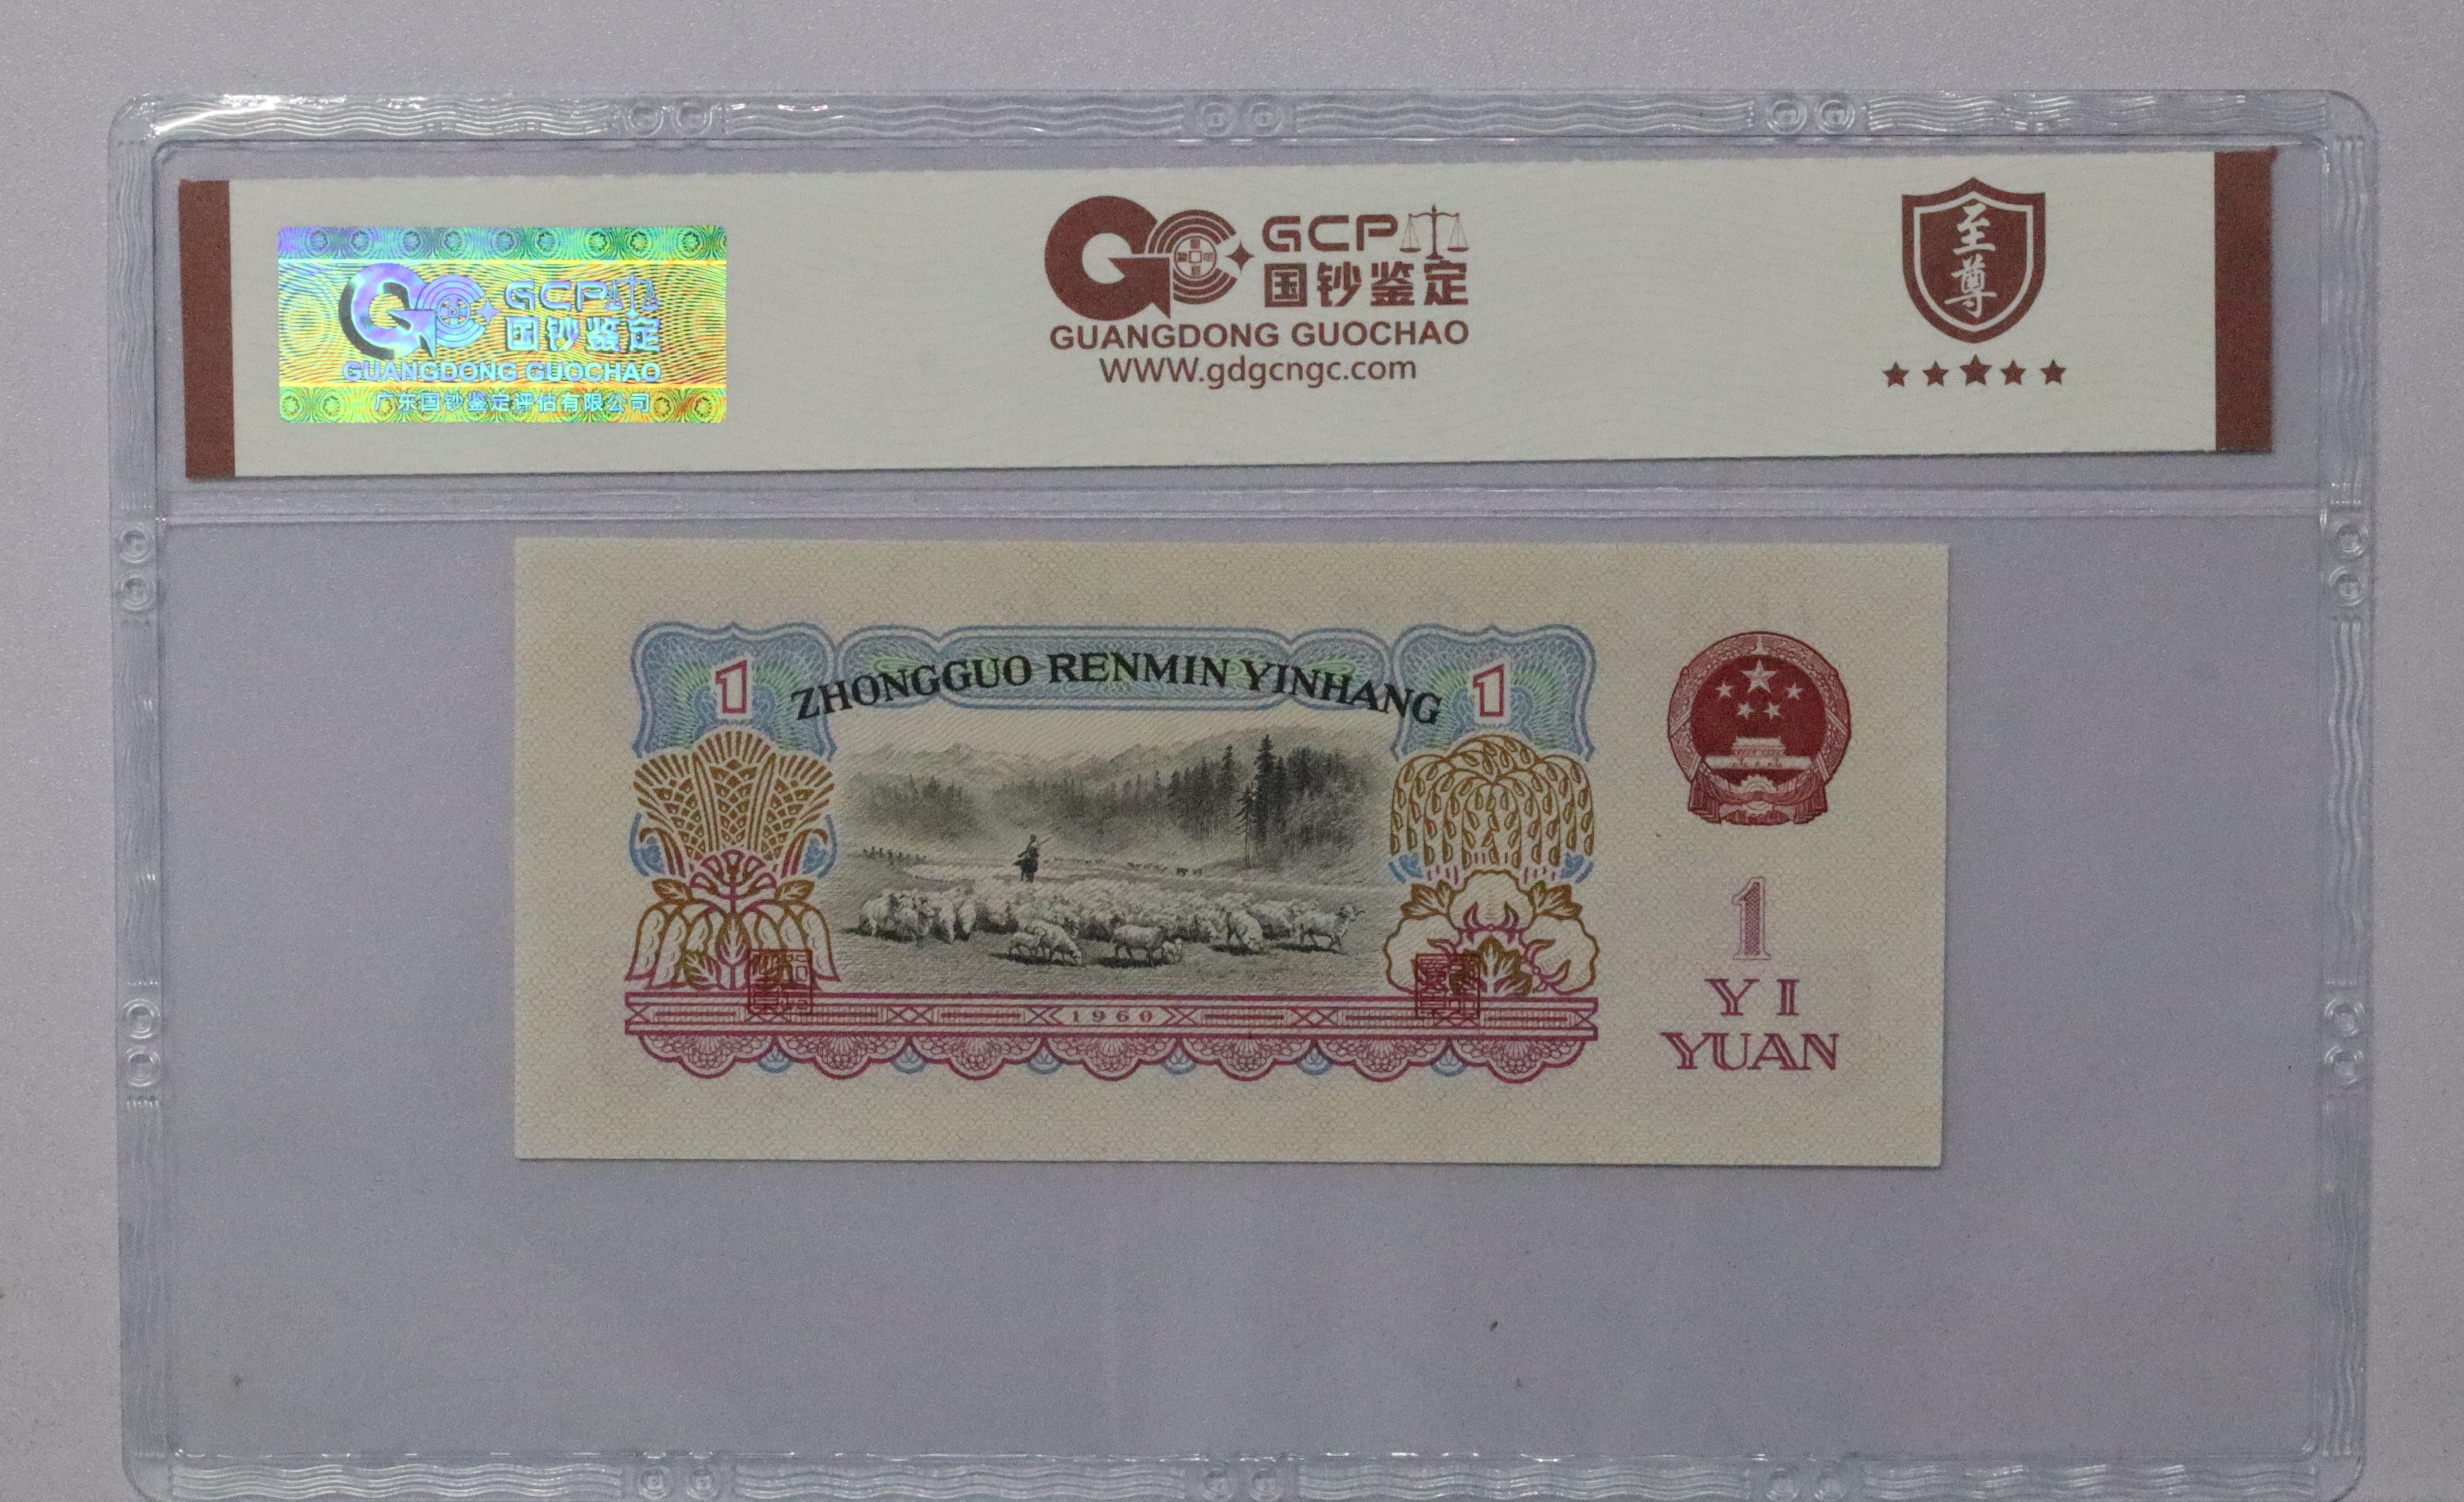 GCP
国钞鉴定
GUANGDONG GUOCHAO
广东国钞鉴定评估有限公司
GCP
国钞鉴定
GUANGDONG GUOCHAO
WWW.gdgcngc.com
至尊
1 ZHONGGUO RENMIN YINHANG 1
1960
1
YI
YUAN